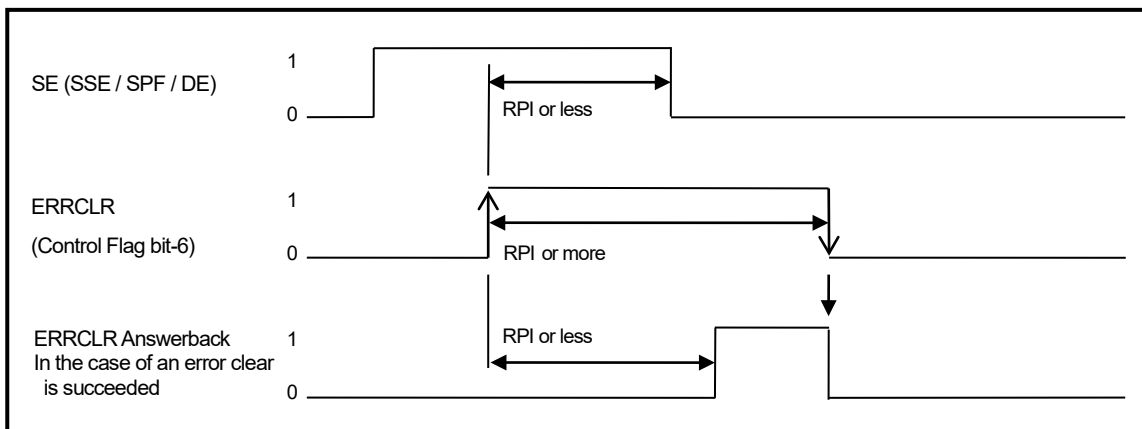 1
SE (SSE / SPF / DE)
RPI or less
0
1
ERRCLR
(Control Flag bit-6)
0
RPI or more
RPI or less
ERRCLR Answerback
1
In the case of an error clear
is succeeded
0